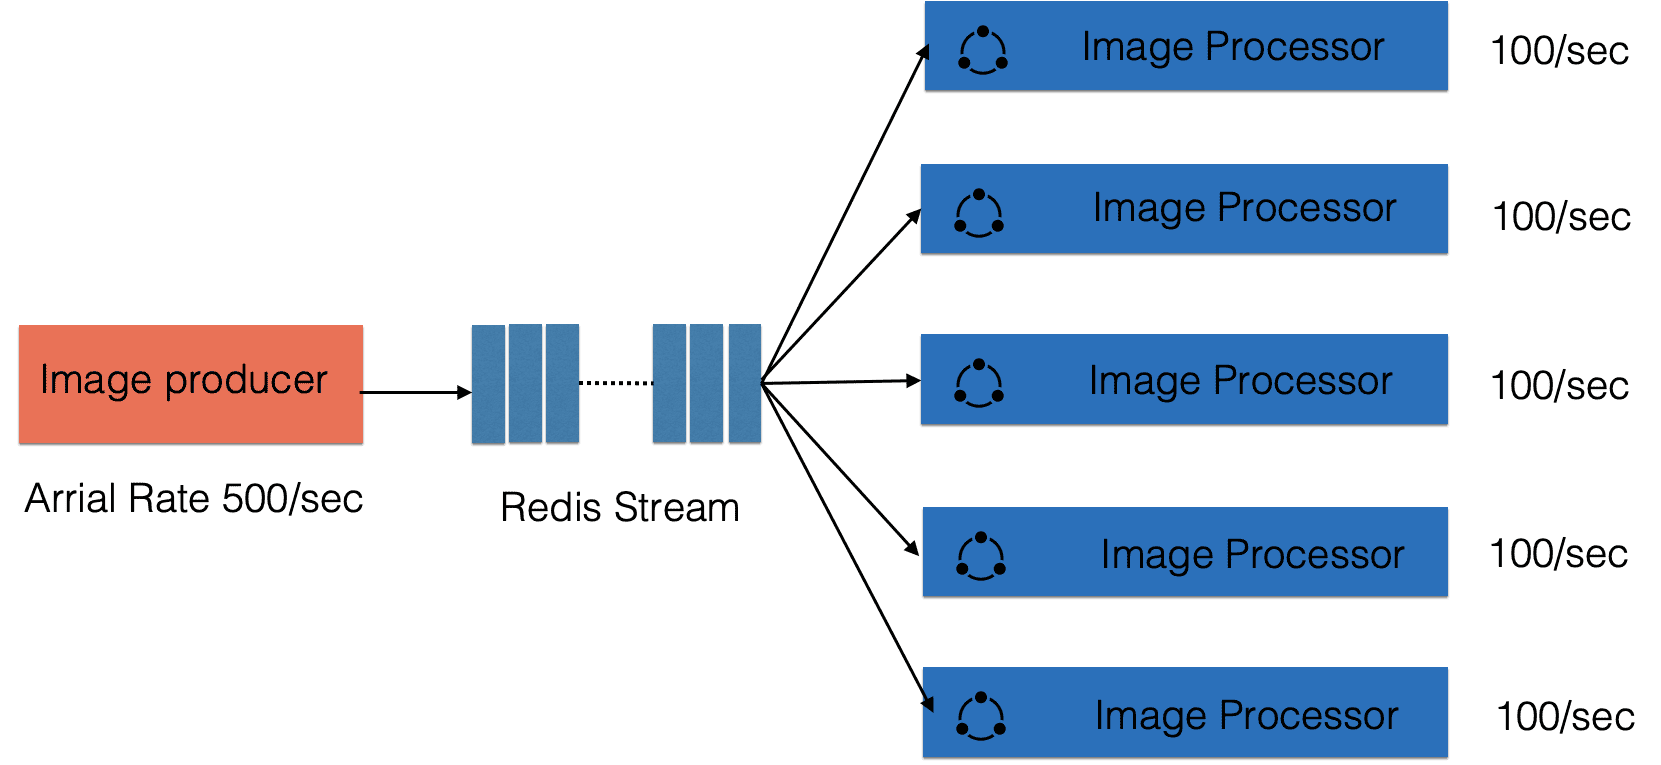 Image Processor
100/sec
Image Processor
100/sec
Image producer
Arrial Rate 500/sec
Redis Stream
Image Processor
100/sec
Image Processor
100/sec
Image Processor
100/sec